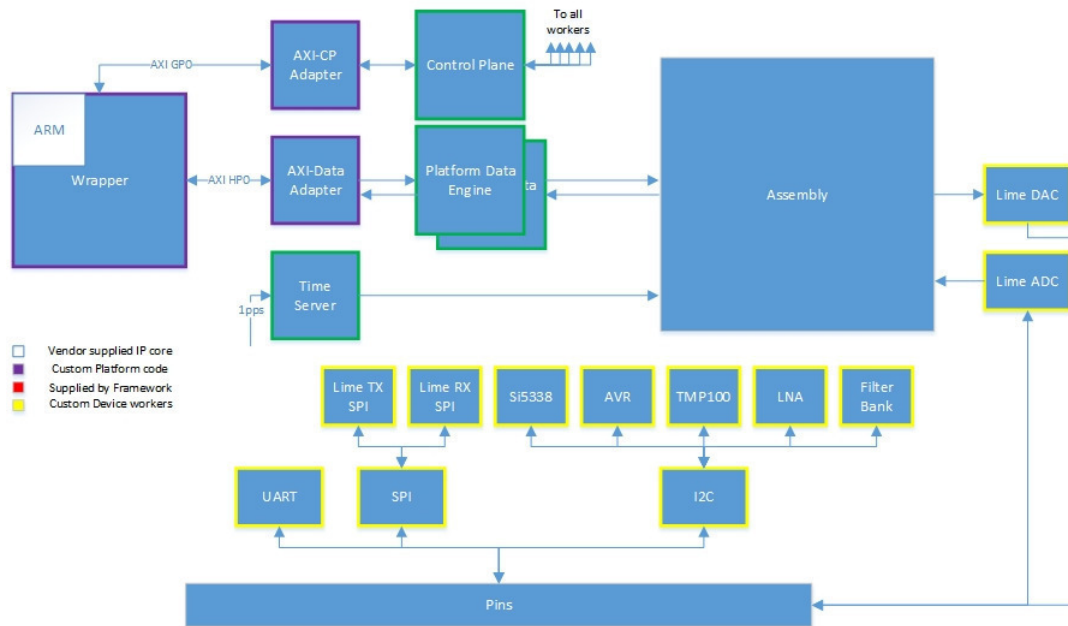 To all
workers
AXI GP0
AXI-CP
Adapter
Control Plane
ARM
Wrapper
AXI HP0
AXI-Data
Adapter
Platform Data
Engine
ta
Assembly
Lime DAC
Lime ADC
Time
Server
1pps
Vendor supplied IP core
Custom Platform code
Supplied by Framework
Custom Device workers
Lime TX
SPI
Lime RX
SPI
Si5338
AVR
TMP100
LNA
Filter
Bank
UART
SPI
I2C
Pins